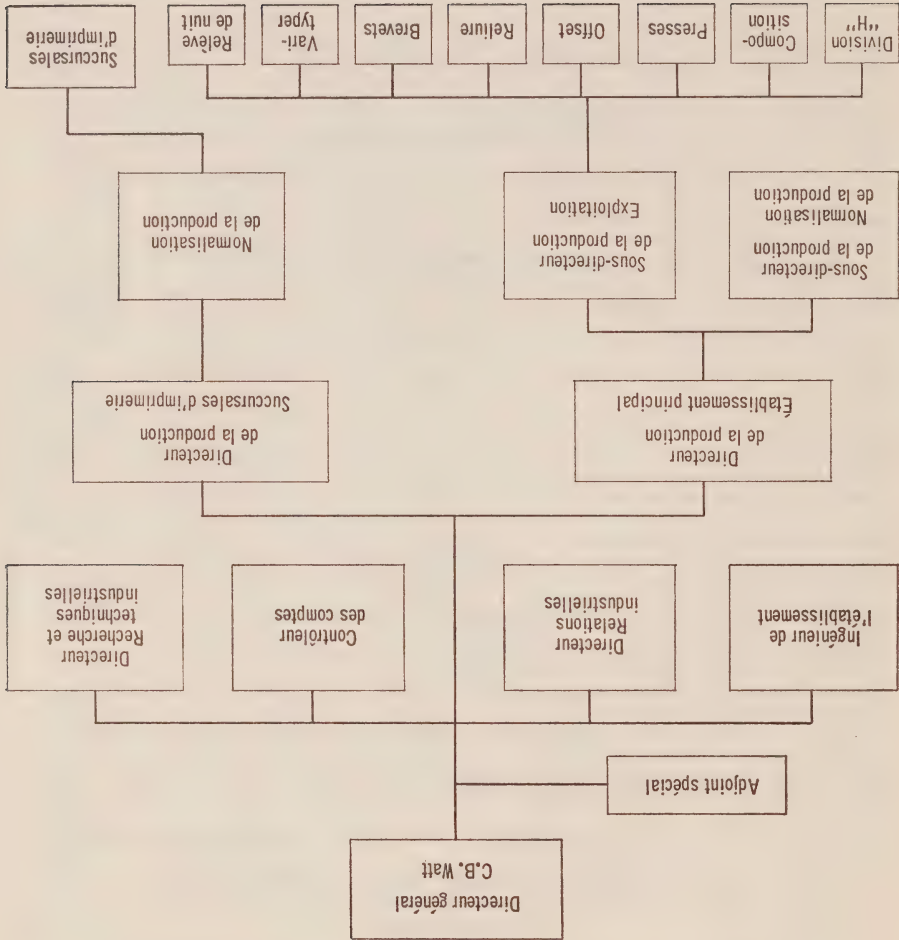 Directeur général
C.B. Watt
Adjoint spécial
Ingénieur de
l'établissement
Directeur
Relations
industrielles
Contrôleur
des comptes
Directeur
Recherche et
techniques
industrielles
Directeur
de la production
Établissement principal
Directeur
de la production
Succursales d'imprimerie
Sous-directeur
de la production
Normalisation
de la production
Sous-directeur
de la production
Exploitation
Normalisation
de la production
Division
"H"
Compo-
sition
Presses
Offset
Reliure
Brevets
Vari-
typer
Relève
de nuit
Succursales
d'imprimerie